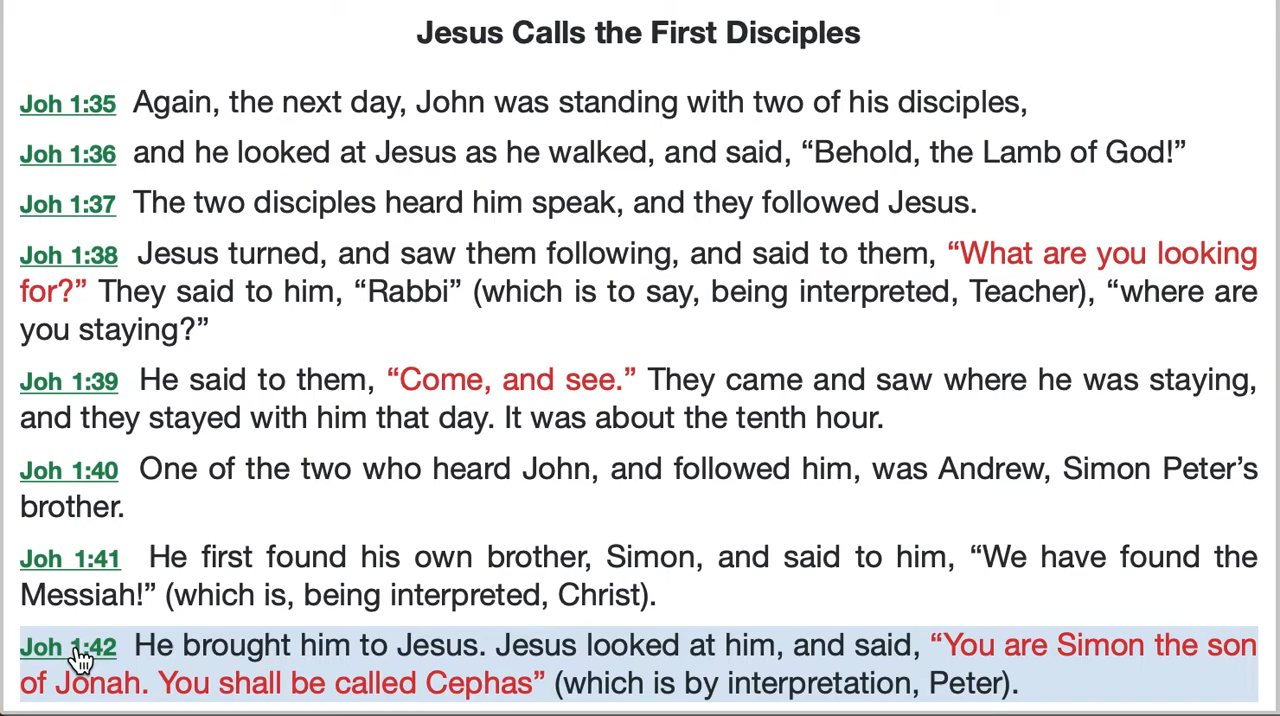 Jesus Calls the First Disciples
Joh 1:35 Again, the next day, John was standing with two of his disciples,
Joh 1:36 and he looked at Jesus as he walked, and said, “Behold, the Lamb of God!”
Joh 1:37 The two disciples heard him speak, and they followed Jesus.
Joh 1:38 Jesus turned, and saw them following, and said to them, “What are you looking
for?” They said to him, “Rabbi” (which is to say, being interpreted, Teacher), “where are
you staying?”
Joh 1:39 He said to them, “Come, and see.” They came and saw where he was staying,
and they stayed with him that day. It was about the tenth hour.
Joh 1:40 One of the two who heard John, and followed him, was Andrew, Simon Peter’s
brother.
Joh 1:41 He first found his own brother, Simon, and said to him, “We have found the
Messiah!” (which is, being interpreted, Christ).
Joh 1:42 He brought him to Jesus. Jesus looked at him, and said, “You are Simon the son
of Jonah. You shall be called Cephas” (which is by interpretation, Peter).